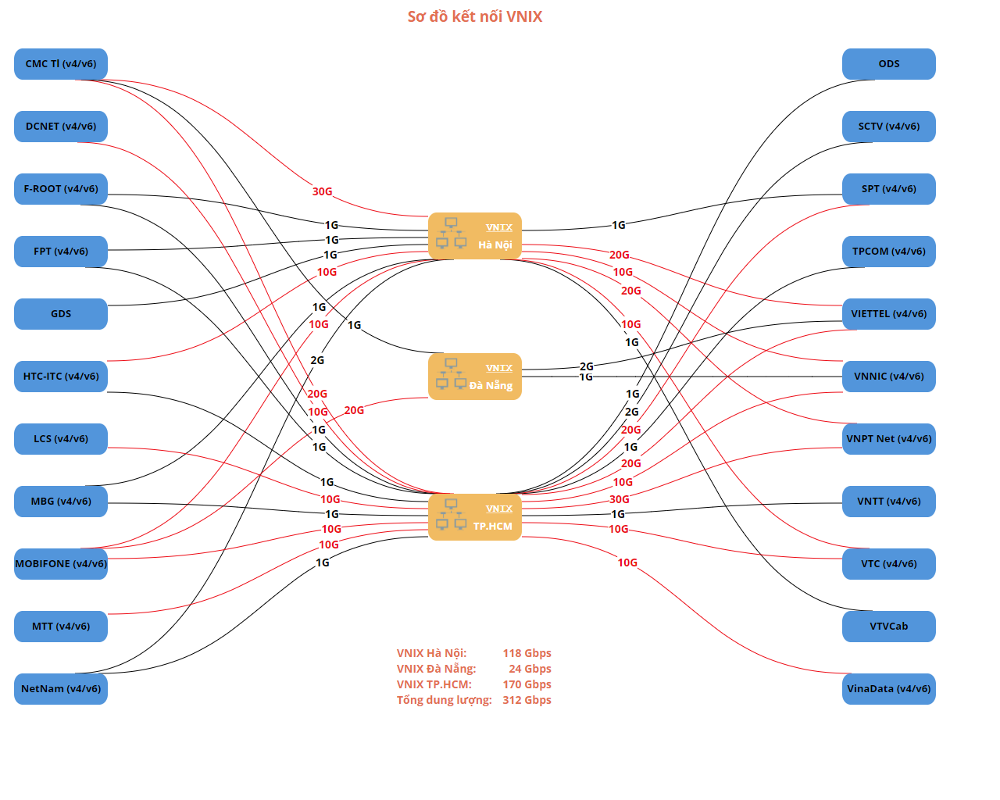 Sơ đồ kết nối VNIX
CMC TI (v4/v6)
DCNET (v4/v6)
F-ROOT (v4/v6)
FPT (v4/v6)
GDS
HTC-ITC (v4/v6)
LCS (v4/v6)
MBG (v4/v6)
MOBIFONE (v4/v6)
MTT (v4/v6)
NetNam (v4/v6)
30G
1G
1G
1G
10G
1G
10G
1G
2G
20G
10G
20G
1G
1G
1G
10G
1G
10G
10G
1G
VNIX
Hà Nội
VNIX
Đà Nẵng
VNIX
TP.HCM
1G
20G
10G
20G
10G
1G
2G
1G
1G
2G
20G
1G
20G
10G
30G
1G
10G
10G
ODS
SCTV (v4/v6)
SPT (v4/v6)
TPCOM (v4/v6)
VIETTEL (v4/v6)
VNNIC (v4/v6)
VNPT Net (v4/v6)
VNTT (v4/v6)
VTC (v4/v6)
VTVCab
VinaData (v4/v6)
VNIX Hà Nội: 118 Gbps
VNIX Đà Nẵng: 24 Gbps
VNIX TP.HCM: 170 Gbps
Tổng dung lượng: 312 Gbps